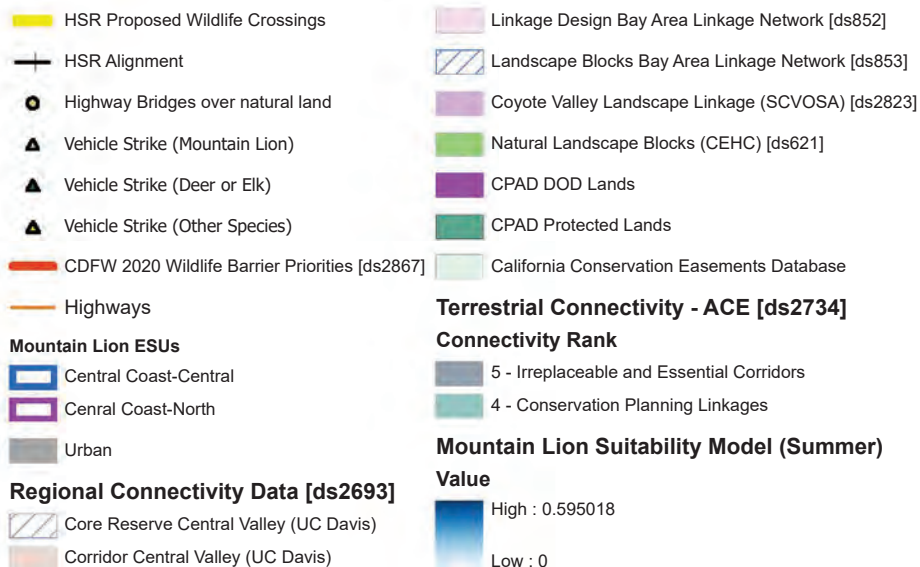 HSR Proposed Wildlife Crossings
HSR Alignment
Highway Bridges over natural land
Vehicle Strike (Mountain Lion)
Vehicle Strike (Deer or Elk)
Vehicle Strike (Other Species)
CDFW 2020 Wildlife Barrier Priorities [ds2867]
Highways
Mountain Lion ESUs
Central Coast-Central
Cenral Coast-North
Urban
Regional Connectivity Data [ds2693]
Core Reserve Central Valley (UC Davis)
Corridor Central Valley (UC Davis)
Linkage Design Bay Area Linkage Network [ds852]
Landscape Blocks Bay Area Linkage Network [ds853]
Coyote Valley Landscape Linkage (SCVOSA) [ds2823]
Natural Landscape Blocks (CEHC) [ds621]
CPAD DOD Lands
CPAD Protected Lands
California Conservation Easements Database
Terrestrial Connectivity - ACE [ds2734]
Connectivity Rank
5 - Irreplaceable and Essential Corridors
4 - Conservation Planning Linkages
Mountain Lion Suitability Model (Summer)
Value
High : 0.595018
Low : 0